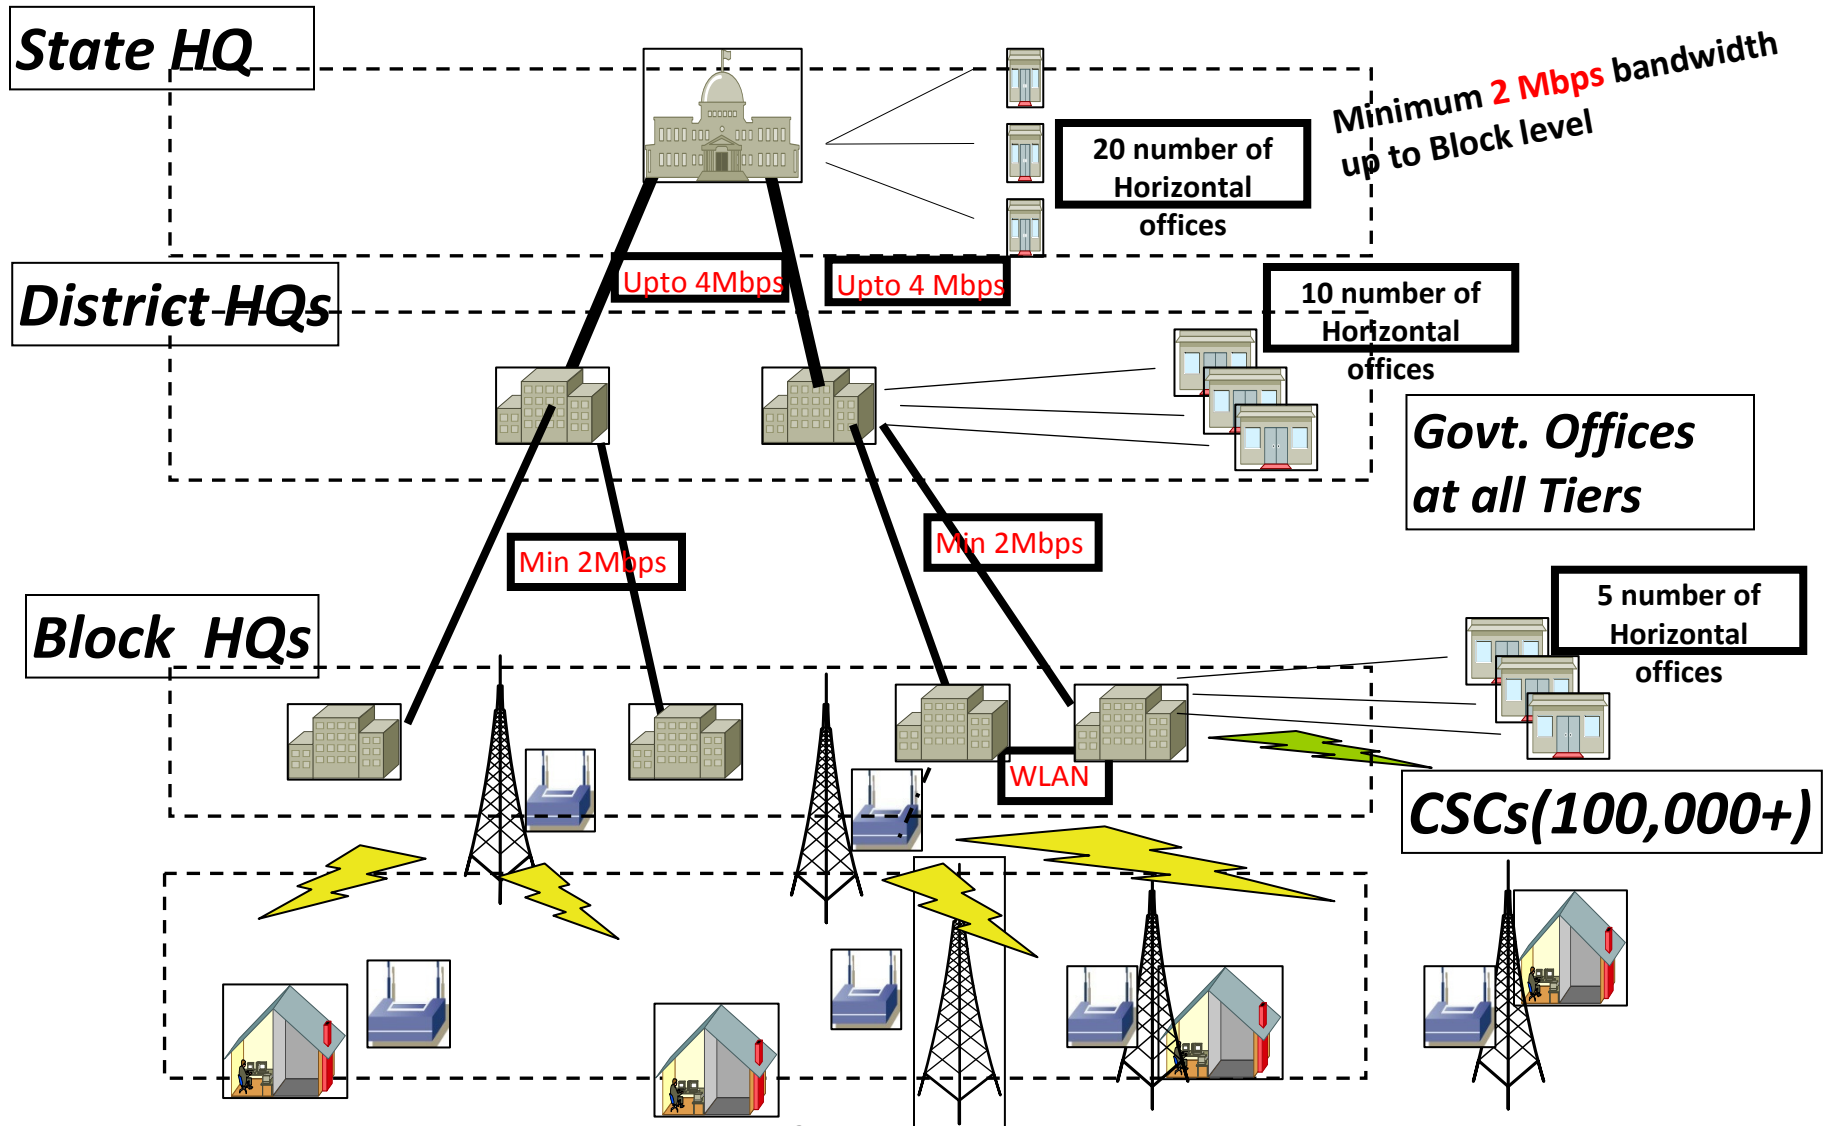 State HQ
Minimum 2 Mbps bandwidth
up to Block level
20 number of
Horizontal
offices
Upto 4Mbps
Upto 4 Mbps
District HQs
10 number of
Horizontal
offices
Govt. Offices
at all Tiers
Min 2Mbps
Min 2Mbps
Block  HQs
5 number of
Horizontal
offices
WLAN
CSCs(100,000+)